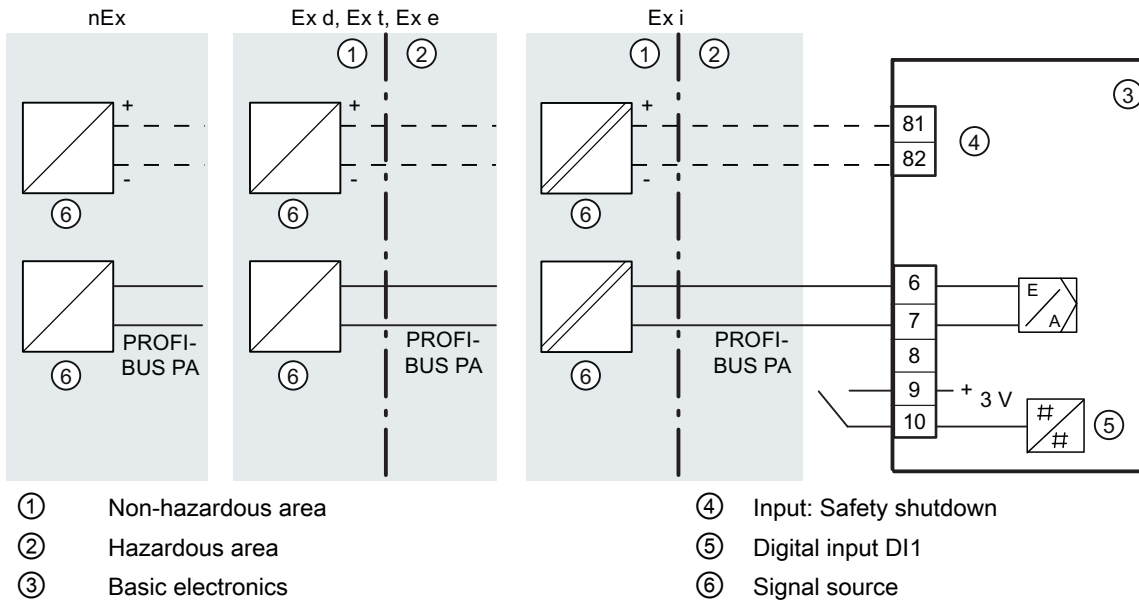 nEx
Ex d, Ex t, Ex e
Ex i
① ②
① ②
③
+
-
⑥
+
-
⑥
+
-
⑥
81
82
④
PROFI-
BUS PA
⑥
PROFI-
BUS PA
⑥
PROFI-
BUS PA
⑥
6
7
8
9
10
E
A
+ 3 V
#
#
⑤
① Non-hazardous area
② Hazardous area
③ Basic electronics
④ Input: Safety shutdown
⑤ Digital input DI1
⑥ Signal source